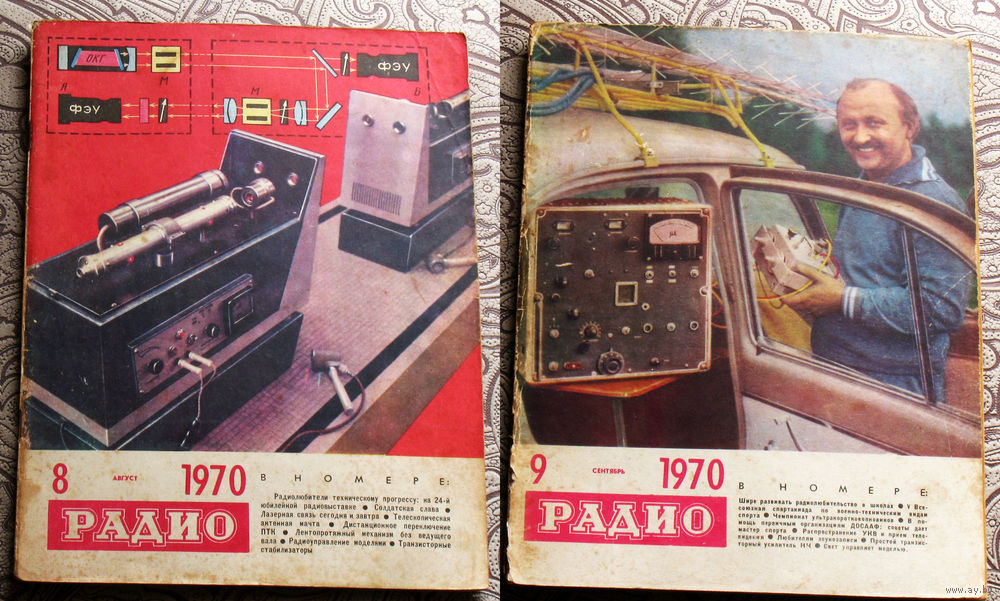 ОКГ
М
ФЭУ
А
М
Б
ФЭУ
8 АВГУСТ 1970
РАДИО
В НОМЕРЕ:
Радиолюбители техническому прогрессу: на 24-й
юбилейной радиовыставке ● Солдатская слава ●
Лазерная связь сегодня и завтра ● Телескопическая
антенная мачта ● Дистанционное переключение
ПТК ● Лентопротяжный механизм без ведущего
вала ● Радиоуправление моделями ● Транзисторные
стабилизаторы
μA
9 СЕНТЯБРЬ 1970
РАДИО
В НОМЕРЕ:
Шире развивать радиолюбительство в школах ● V Все-
союзная спартакиада по военно-техническим видам
спорта ● Чемпионат ультракоротковолновиков ● В по-
мощь первичным организациям ДОСААФ: советы дает
мастер спорта ● Распространение УКВ и прием теле-
видения ● Любителям звукозаписи ● Простой транзис-
торный усилитель НЧ ● Свет управляет моделью.
www.ay.by